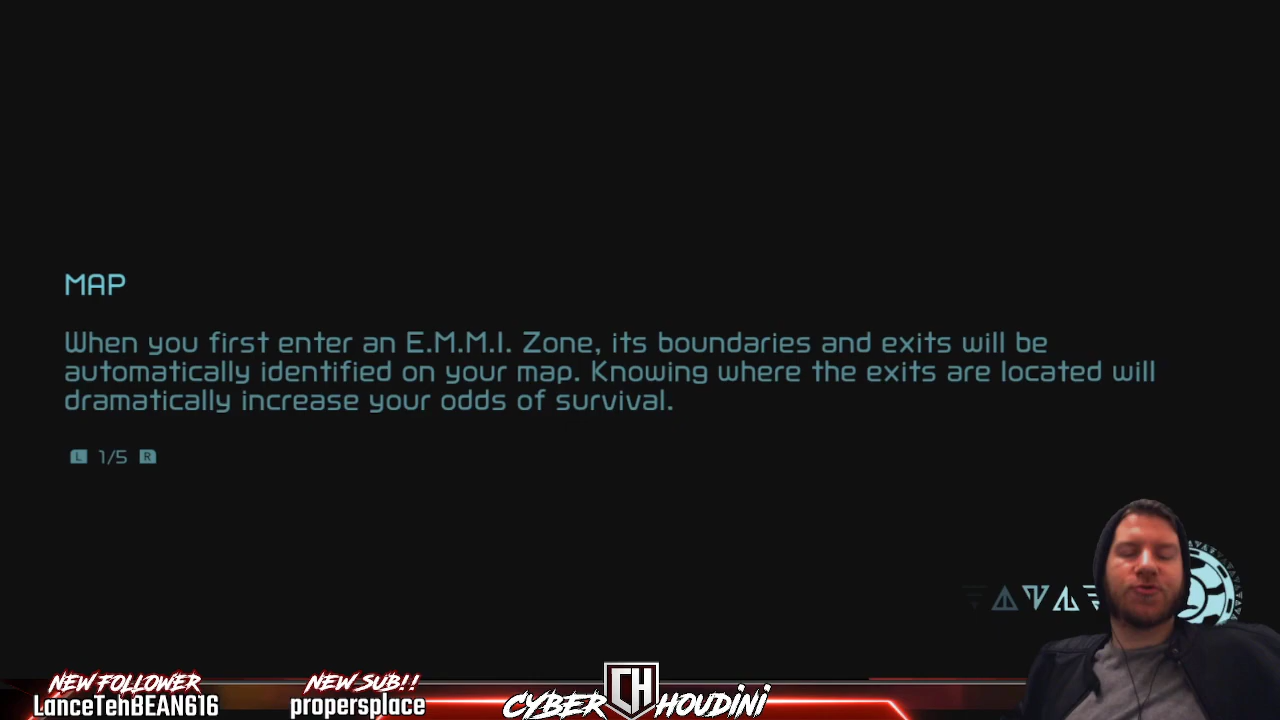 MAP
When you first enter an E.M.M.I. Zone, its boundaries and exits will be
automatically identified on your map. Knowing where the exits are located will
dramatically increase your odds of survival.
L 1/5 R
NEW FOLLOWER
LanceTenBEAN616
NEW SUB!!
propersplace
CYBER CH HOUDiNi